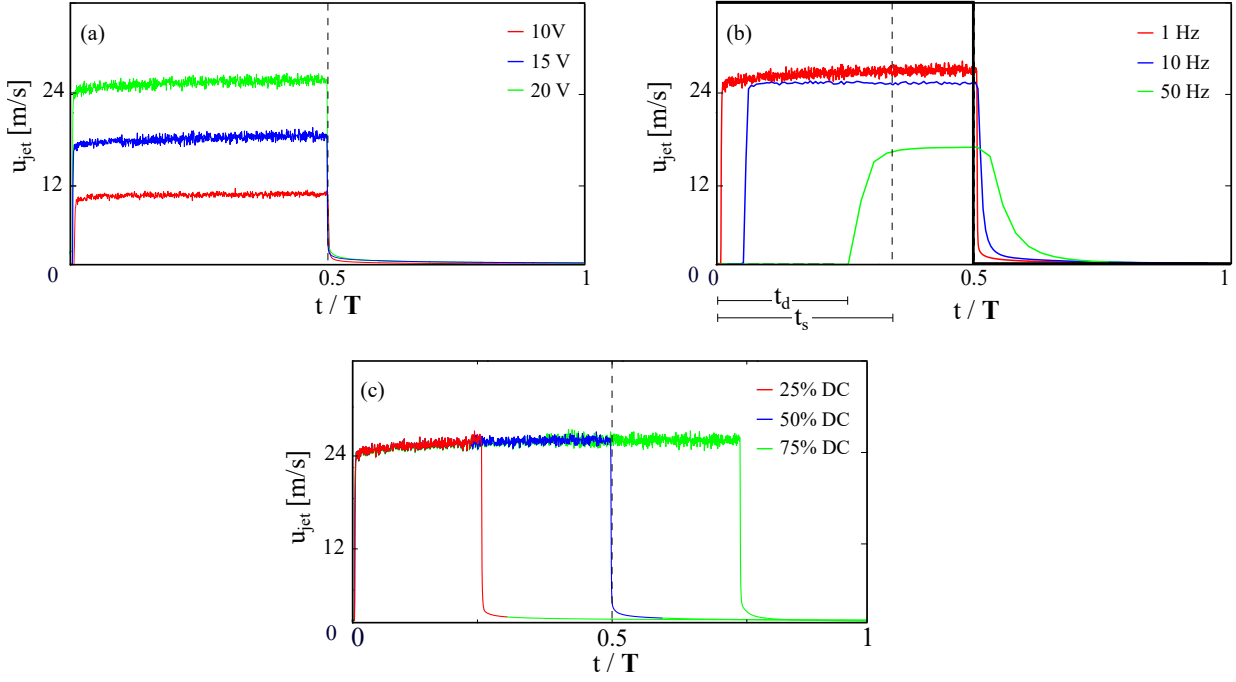 (a)
10V
15 V
20 V
24
12
0
u_jet [m/s]
0
0.5
1
t / T
(b)
1 Hz
10 Hz
50 Hz
24
12
0
u_jet [m/s]
0
0.5
1
t_d
t_s
t / T
(c)
25% DC
50% DC
75% DC
24
12
0
u_jet [m/s]
0
0.5
1
t / T